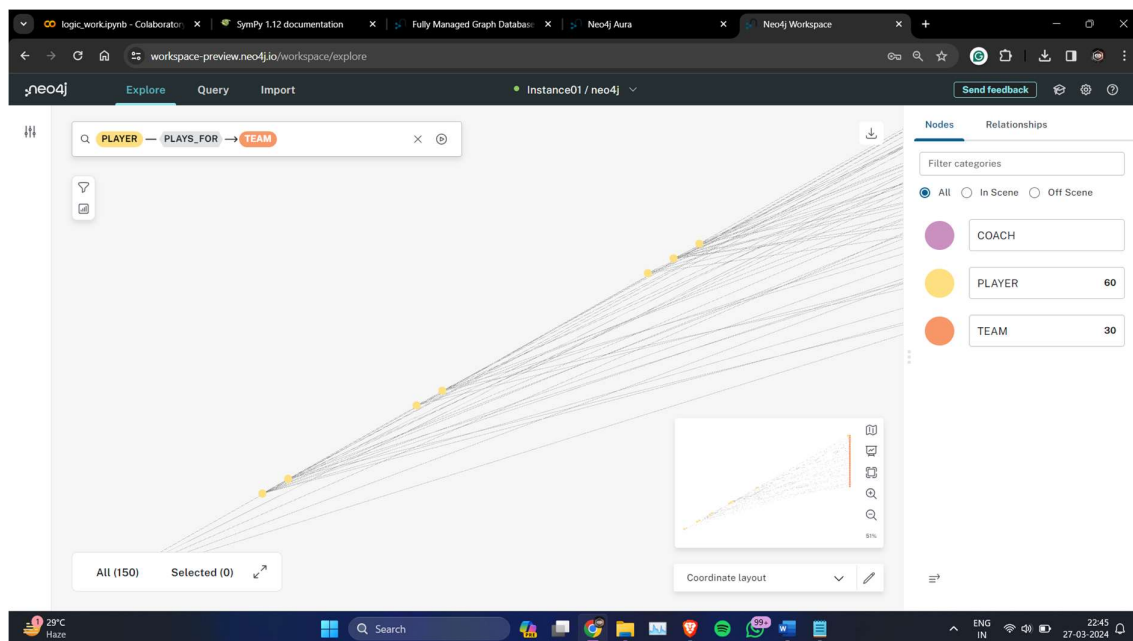 logic_work.ipynb - Colaborator
SymPy 1.12 documentation
Fully Managed Graph Database
Neo4j Aura
Neo4j Workspace
workspace-preview.neo4j.io/workspace/explore
neo4j
Explore
Query
Import
Instance01 / neo4j
Send feedback
PLAYER — PLAYS_FOR → TEAM
Nodes
Relationships
Filter categories
All
In Scene
Off Scene
COACH
PLAYER 60
TEAM 30
51%
All (150)
Selected (0)
Coordinate layout
1
29°C
Haze
Search
99+
ENG
IN
22:45
27-03-2024